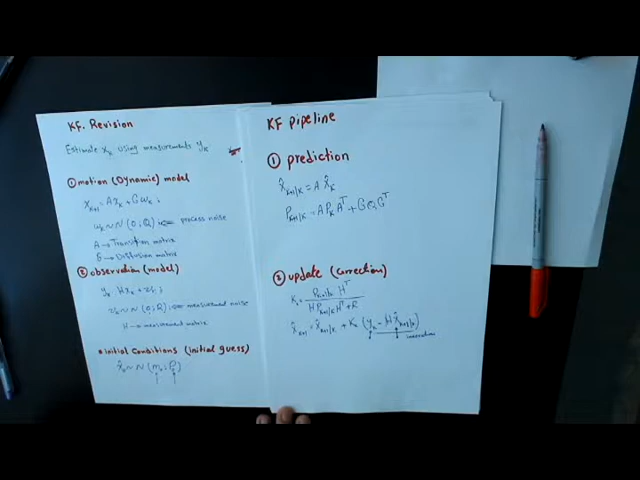 KF. Revision
Estimate x_k using measurements y_k
① motion (Dynamic) model
x_{k+1} = A x_k + G w_k ;
w_k ~ N (0, Q) ; process noise
A → Transition matrix
G → Diffusion matrix
② observation (model)
y_k = H x_k + v_k ;
v_k ~ N (0, R) ; measurement noise
H → measurement matrix
initial conditions (initial guess)
x̂_0 ~ N (m_0, P_0)
KF pipeline
① prediction
x̂_{k+1|k} = A x̂_k
P_{k+1|k} = A P_k A^T + G Q G^T
② update (correction)
K_k = P_{k+1|k} H^T / (H P_{k+1|k} H^T + R)
x̂_{k+1} = x̂_{k+1|k} + K_k (y_k - H x̂_{k+1|k})
innovation